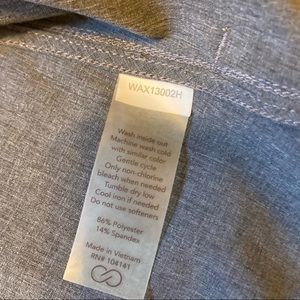 WAX13002H
Wash inside out
Machine wash cold
with similar color
Gentle cycle
Only non-chlorine
bleach when needed
Tumble dry low
Cool iron if needed
Do not use softeners
86% Polyester
14% Spandex
Made in Vietnam
RN# 104141